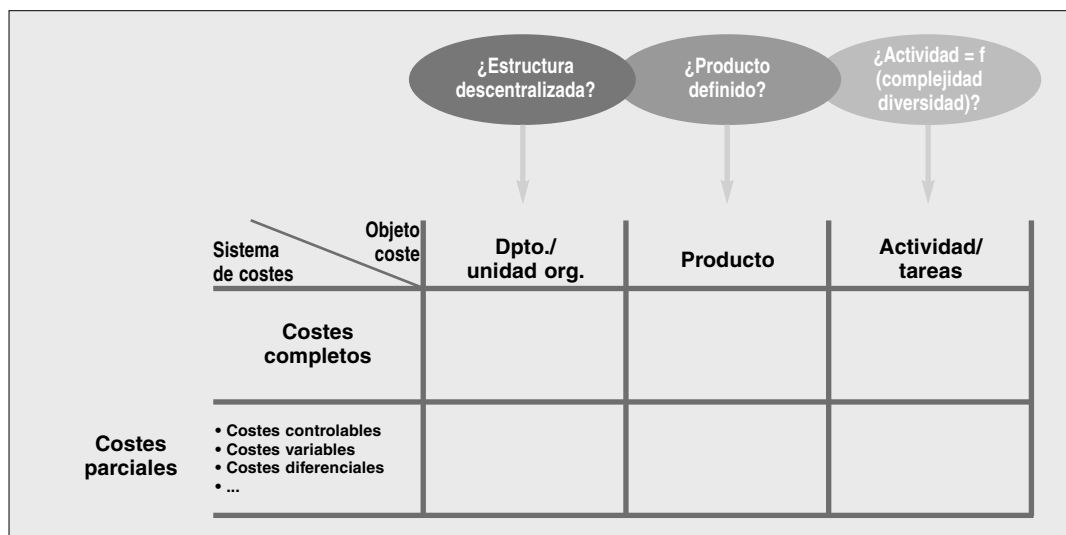 ¿Estructura
descentralizada?
¿Producto
definido?
¿Actividad = f
(complejidad
diversidad)?
Objeto
coste
Sistema
de costes
Dpto./
unidad org.
Producto
Actividad/
tareas
Costes
completos
Costes
parciales
• Costes controlables
• Costes variables
• Costes diferenciales
• ...